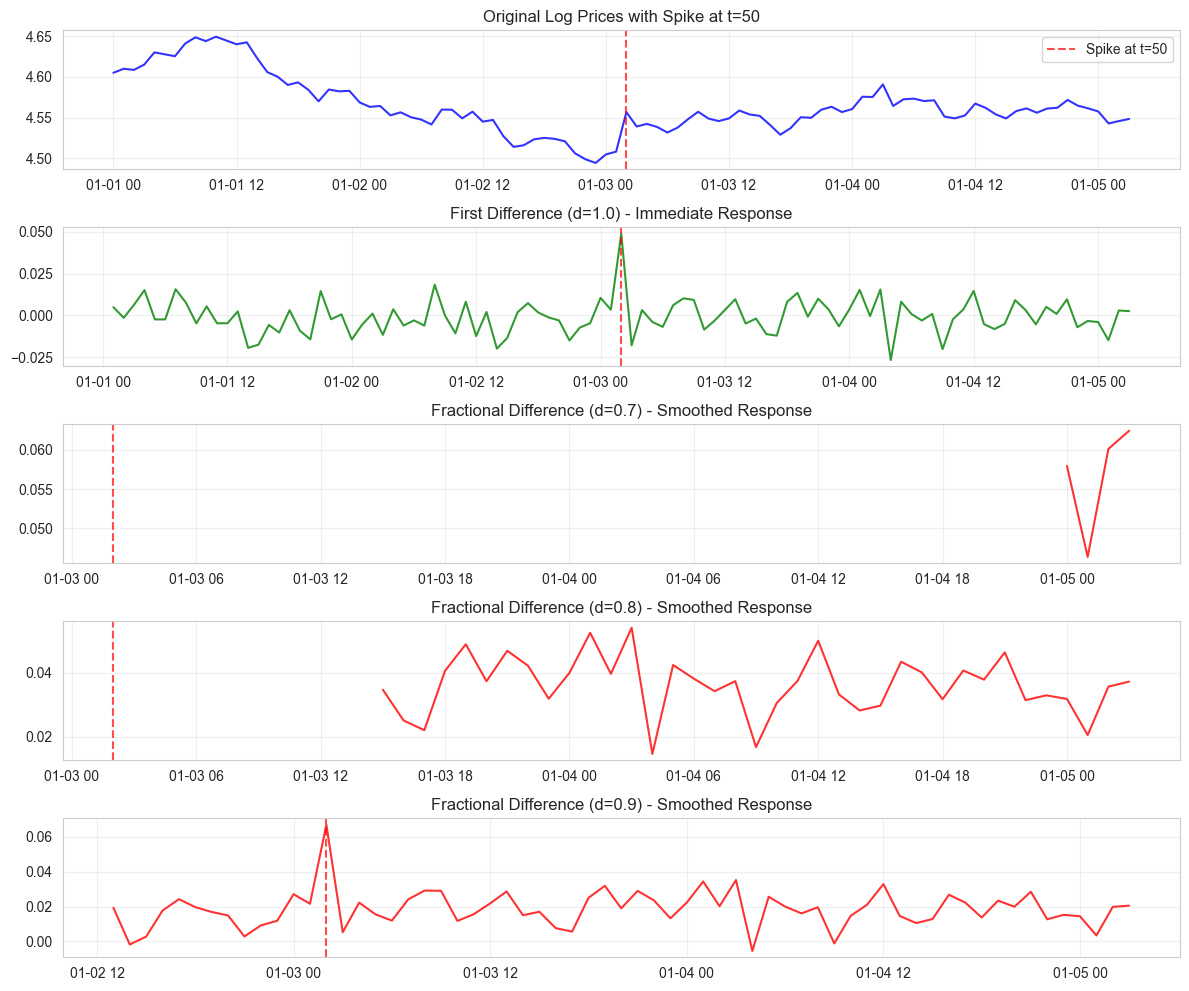 Original Log Prices with Spike at t=50
4.65
4.60
4.55
4.50
Spike at t=50
01-01 00 01-01 12 01-02 00 01-02 12 01-03 00 01-03 12 01-04 00 01-04 12 01-05 00
First Difference (d=1.0) - Immediate Response
0.050
0.025
0.000
−0.025
01-01 00 01-01 12 01-02 00 01-02 12 01-03 00 01-03 12 01-04 00 01-04 12 01-05 00
Fractional Difference (d=0.7) - Smoothed Response
0.060
0.055
0.050
01-03 00 01-03 06 01-03 12 01-03 18 01-04 00 01-04 06 01-04 12 01-04 18 01-05 00
Fractional Difference (d=0.8) - Smoothed Response
0.04
0.02
01-03 00 01-03 06 01-03 12 01-03 18 01-04 00 01-04 06 01-04 12 01-04 18 01-05 00
Fractional Difference (d=0.9) - Smoothed Response
0.06
0.04
0.02
0.00
01-02 12 01-03 00 01-03 12 01-04 00 01-04 12 01-05 00